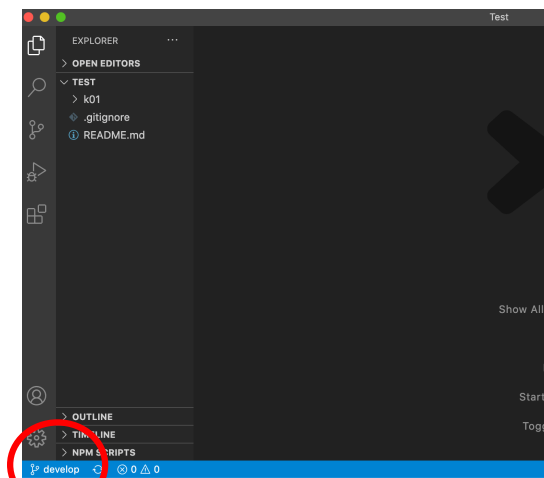 Test
EXPLORER ...
> OPEN EDITORS
TEST
> k01
.gitignore
README.md
Show All
Start
Togg
> OUTLINE
> TIMELINE
> NPM SCRIPTS
develop 0 0